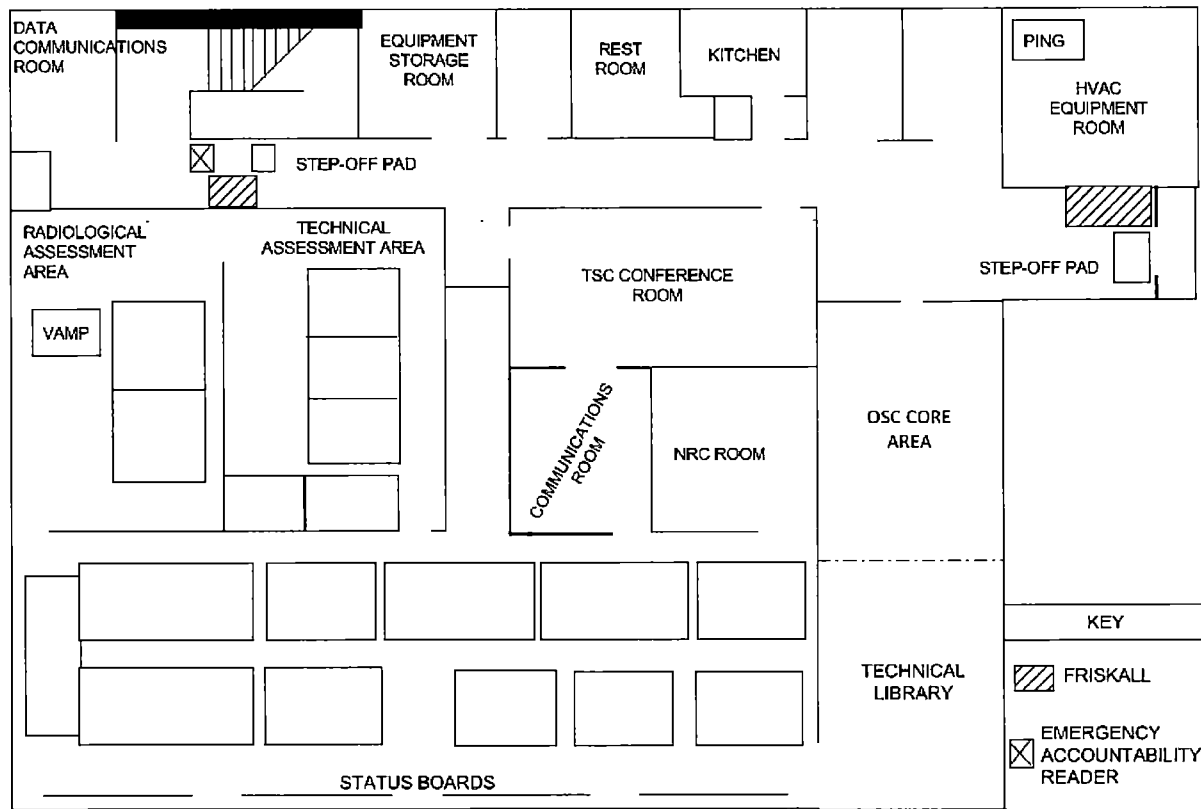 DATA
COMMUNICATIONS
ROOM
EQUIPMENT
STORAGE
ROOM
REST
ROOM
KITCHEN
PING
HVAC
EQUIPMENT
ROOM
STEP-OFF PAD
RADIOLOGICAL
ASSESSMENT
AREA
TECHNICAL
ASSESSMENT AREA
TSC CONFERENCE
ROOM
STEP-OFF PAD
VAMP
COMMUNICATIONS
ROOM
NRC ROOM
OSC CORE
AREA
TECHNICAL
LIBRARY
STATUS BOARDS
KEY
FRISKALL
EMERGENCY
ACCOUNTABILITY
READER